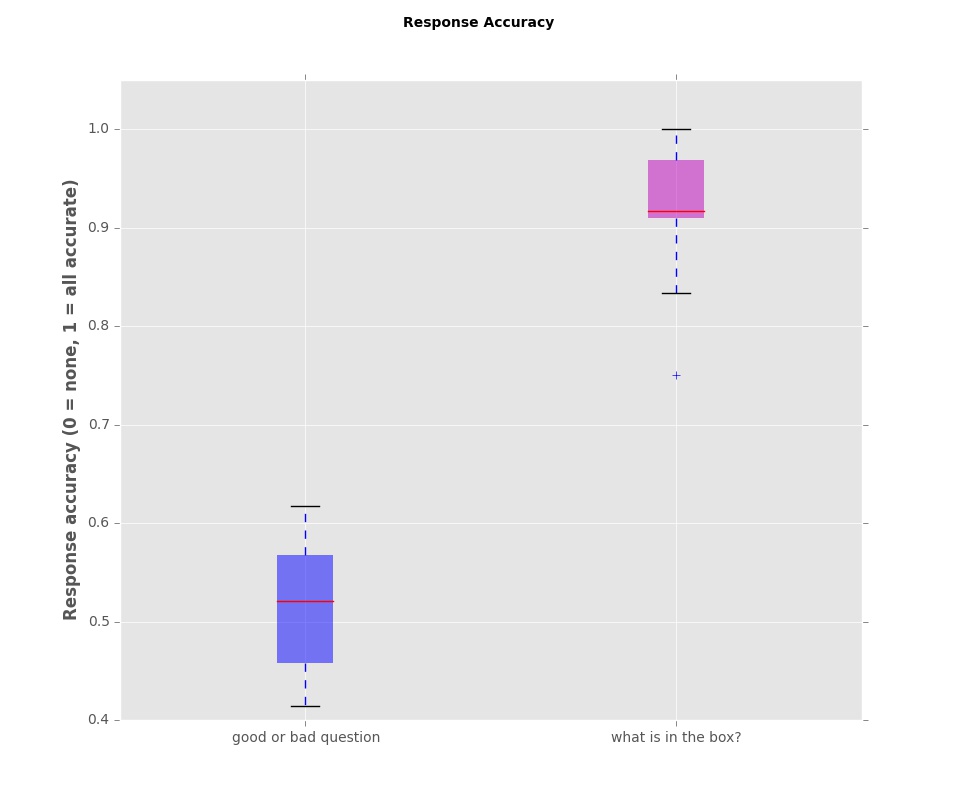 Response Accuracy
Response accuracy (0 = none, 1 = all accurate)
1.0
0.9
0.8
0.7
0.6
0.5
0.4
good or bad question
what is in the box?